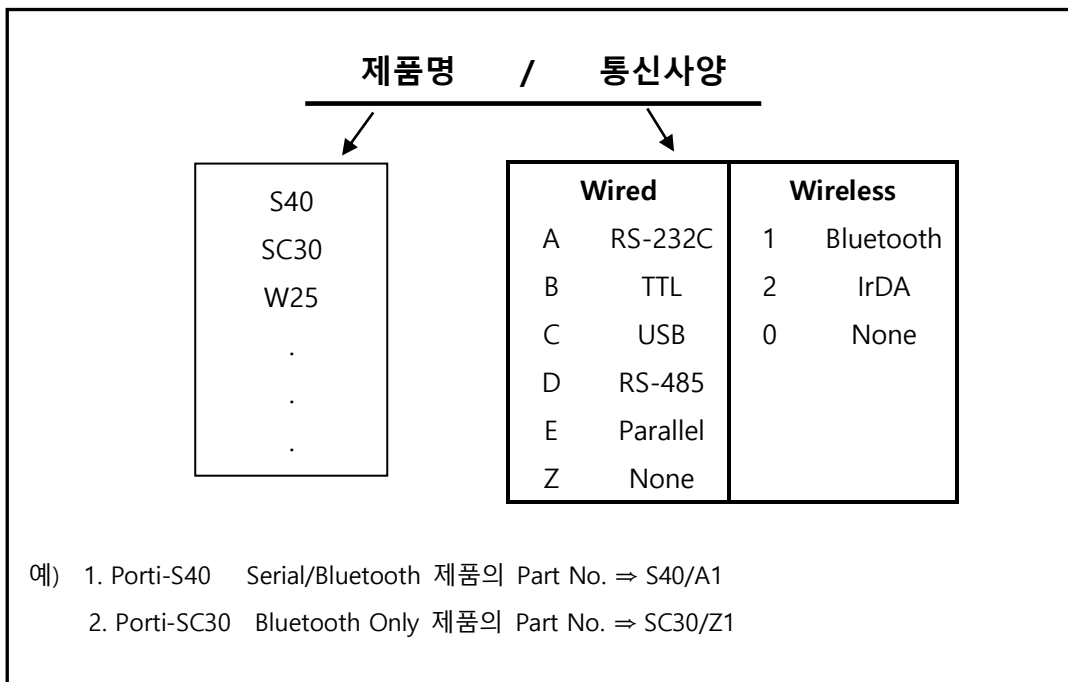 제품명 / 통신사양
S40
SC30
W25
.
.
.
Wired Wireless
A RS-232C 1 Bluetooth
B TTL 2 IrDA
C USB 0 None
D RS-485
E Parallel
Z None
예) 1. Porti-S40 Serial/Bluetooth 제품의 Part No. ⇒ S40/A1
2. Porti-SC30 Bluetooth Only 제품의 Part No. ⇒ SC30/Z1